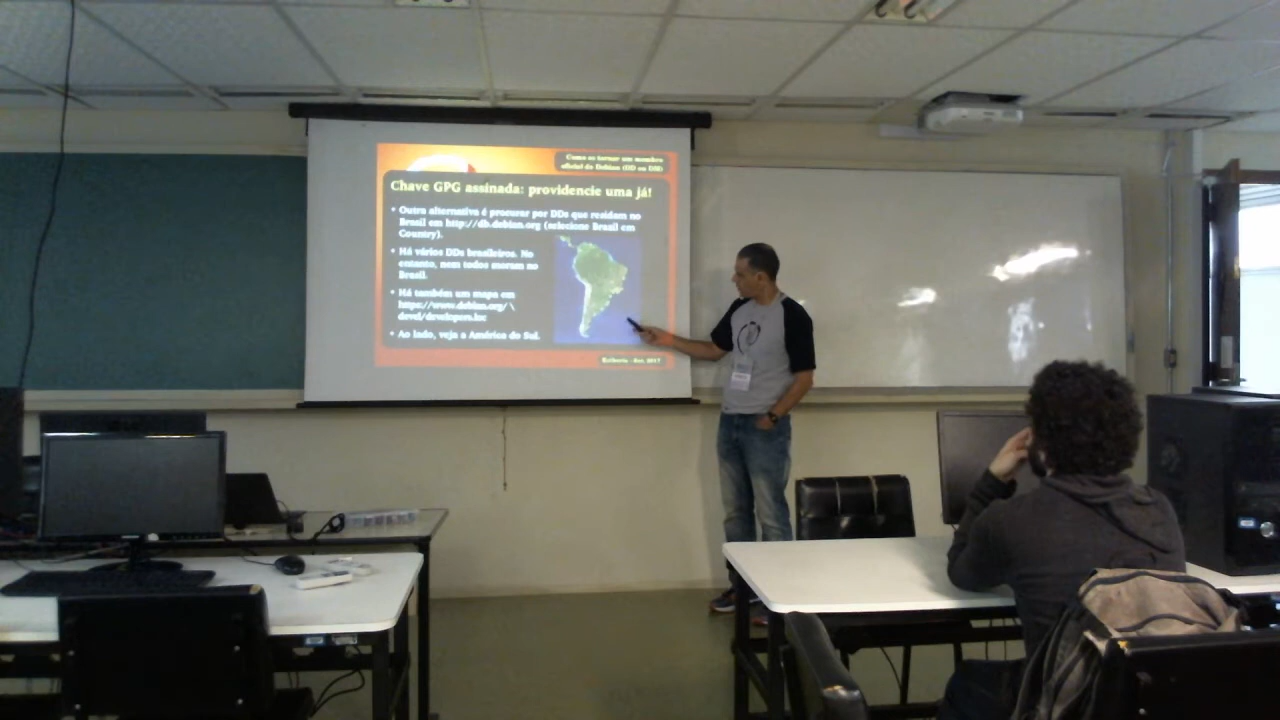 Como se tornar um membro
oficial do Debian (DD ou DM)
Chave GPG assinada: providencie uma já!
• Outra alternativa é procurar por DDs que residam no
Brasil em http://db.debian.org (selecione Brazil em
Country).
• Há vários DDs brasileiros. No
entanto, nem todos moram no
Brasil.
• Há também um mapa em
https://www.debian.org/\
devel/developers.loc
• Ao lado, veja a América do Sul.
2017